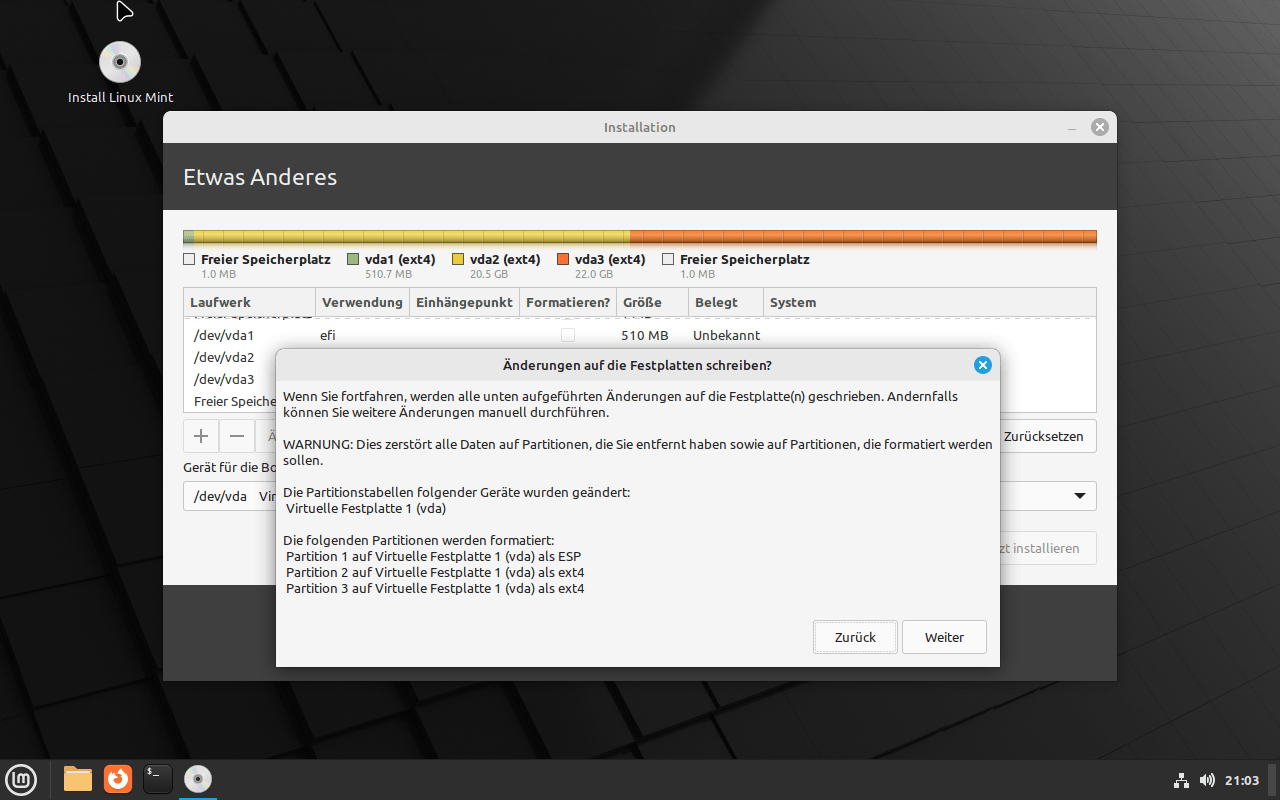 Install Linux Mint
Installation
Etwas Anderes
Freier Speicherplatz
1.0 MB
vda1 (ext4)
510.7 MB
vda2 (ext4)
20.5 GB
vda3 (ext4)
22.0 GB
Freier Speicherplatz
1.0 MB
Laufwerk Verwendung Einhängepunkt Formatieren? Größe Belegt System
/dev/vda1 efi 510 MB Unbekannt
/dev/vda2
/dev/vda3
Freier Speiche
Änderungen auf die Festplatten schreiben?
Wenn Sie fortfahren, werden alle unten aufgeführten Änderungen auf die Festplatte(n) geschrieben. Andernfalls
können Sie weitere Änderungen manuell durchführen.
WARNUNG: Dies zerstört alle Daten auf Partitionen, die Sie entfernt haben sowie auf Partitionen, die formatiert werden
sollen.
Die Partitionstabellen folgender Geräte wurden geändert:
Virtuelle Festplatte 1 (vda)
Die folgenden Partitionen werden formatiert:
Partition 1 auf Virtuelle Festplatte 1 (vda) als ESP
Partition 2 auf Virtuelle Festplatte 1 (vda) als ext4
Partition 3 auf Virtuelle Festplatte 1 (vda) als ext4
Zurück Weiter
+ − Ä
Zurücksetzen
Gerät für die Bo
/dev/vda Vir
zt installieren
$_
lm
21:03